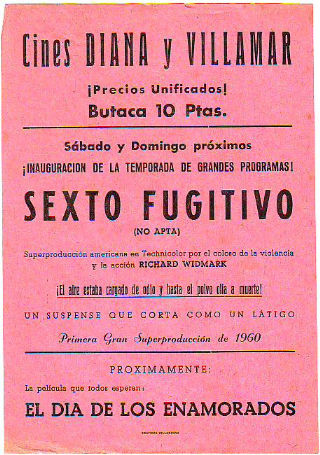 Cines DIANA y VILLAMAR
¡Precios Unificados!
Butaca 10 Ptas.
Sábado y Domingo próximos
¡INAUGURACION DE LA TEMPORADA DE GRANDES PROGRAMAS!
SEXTO FUGITIVO
(NO APTA)
Superproducción americana en Technicolor por el coloso de la violencia
y la acción RICHARD WIDMARK
¡El aire estaba cargado de odio y hasta el polvo olía a muerte!
UN SUSPENSE QUE CORTA COMO UN LÁTIGO
Primera Gran Superproducción de 1960
PROXIMAMENTE:
La película que todos esperan:
EL DIA DE LOS ENAMORADOS